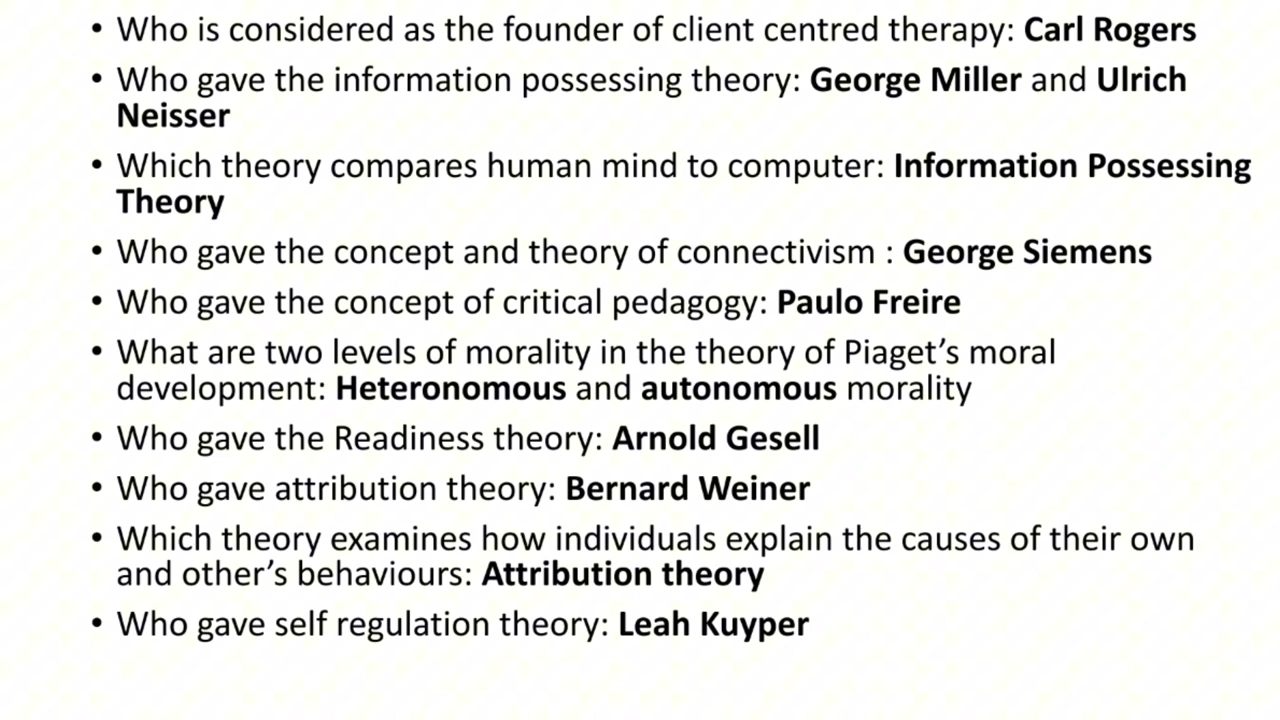 • Who is considered as the founder of client centred therapy: Carl Rogers
• Who gave the information possessing theory: George Miller and Ulrich
Neisser
• Which theory compares human mind to computer: Information Possessing
Theory
• Who gave the concept and theory of connectivism : George Siemens
• Who gave the concept of critical pedagogy: Paulo Freire
• What are two levels of morality in the theory of Piaget’s moral
development: Heteronomous and autonomous morality
• Who gave the Readiness theory: Arnold Gesell
• Who gave attribution theory: Bernard Weiner
• Which theory examines how individuals explain the causes of their own
and other’s behaviours: Attribution theory
• Who gave self regulation theory: Leah Kuyper